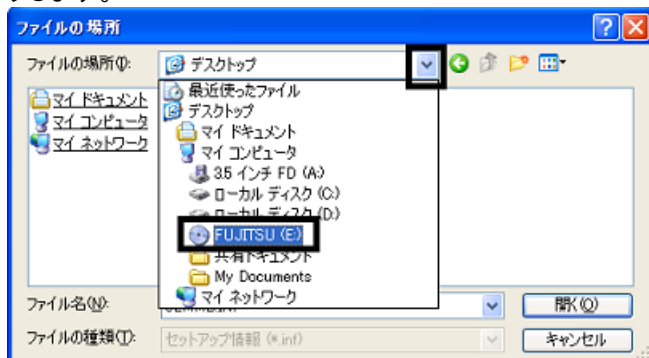 ファイルの場所
ファイルの場所(I):
デスクトップ
最近使ったファイル
デスクトップ
マイ ドキュメント
マイ コンピュータ
3.5 インチ FD (A:)
ローカル ディスク (C:)
ローカル ディスク (D:)
FUJITSU (E:)
共有ドキュメント
My Documents
マイ ネットワーク
マイ ドキュメント
マイ コンピュータ
マイ ネットワーク
ファイル名(N):
開く(O)
ファイルの種類(T):
セットアップ情報 (*.inf)
キャンセル